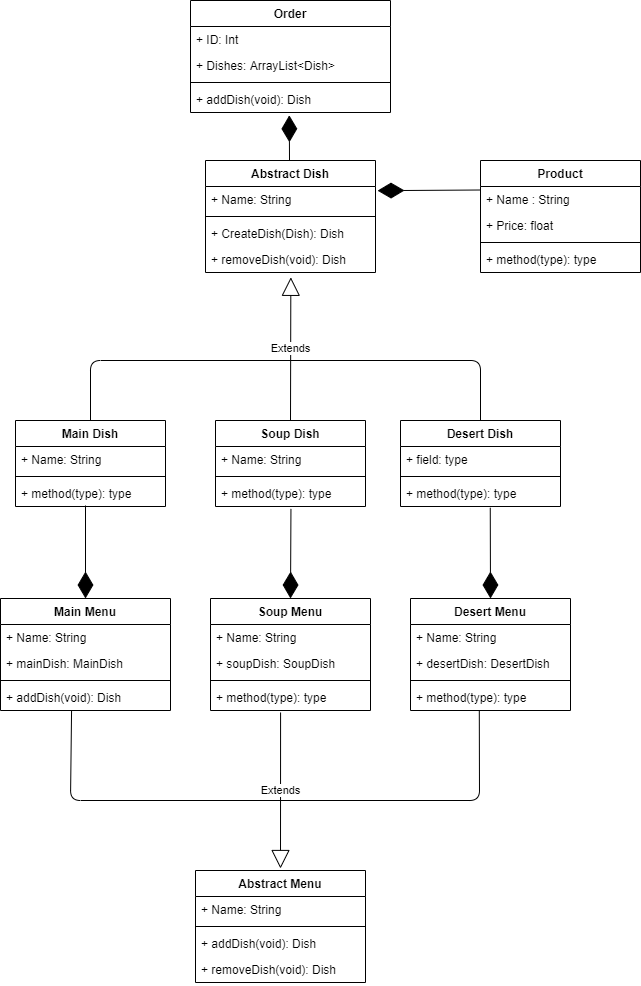 Order
+ ID: Int
+ Dishes: ArrayList<Dish>
+ addDish(void): Dish
Abstract Dish
+ Name: String
+ CreateDish(Dish): Dish
+ removeDish(void): Dish
Product
+ Name : String
+ Price: float
+ method(type): type
Extends
Main Dish
+ Name: String
+ method(type): type
Soup Dish
+ Name: String
+ method(type): type
Desert Dish
+ field: type
+ method(type): type
Main Menu
+ Name: String
+ mainDish: MainDish
+ addDish(void): Dish
Soup Menu
+ Name: String
+ soupDish: SoupDish
+ method(type): type
Desert Menu
+ Name: String
+ desertDish: DesertDish
+ method(type): type
Extends
Abstract Menu
+ Name: String
+ addDish(void): Dish
+ removeDish(void): Dish